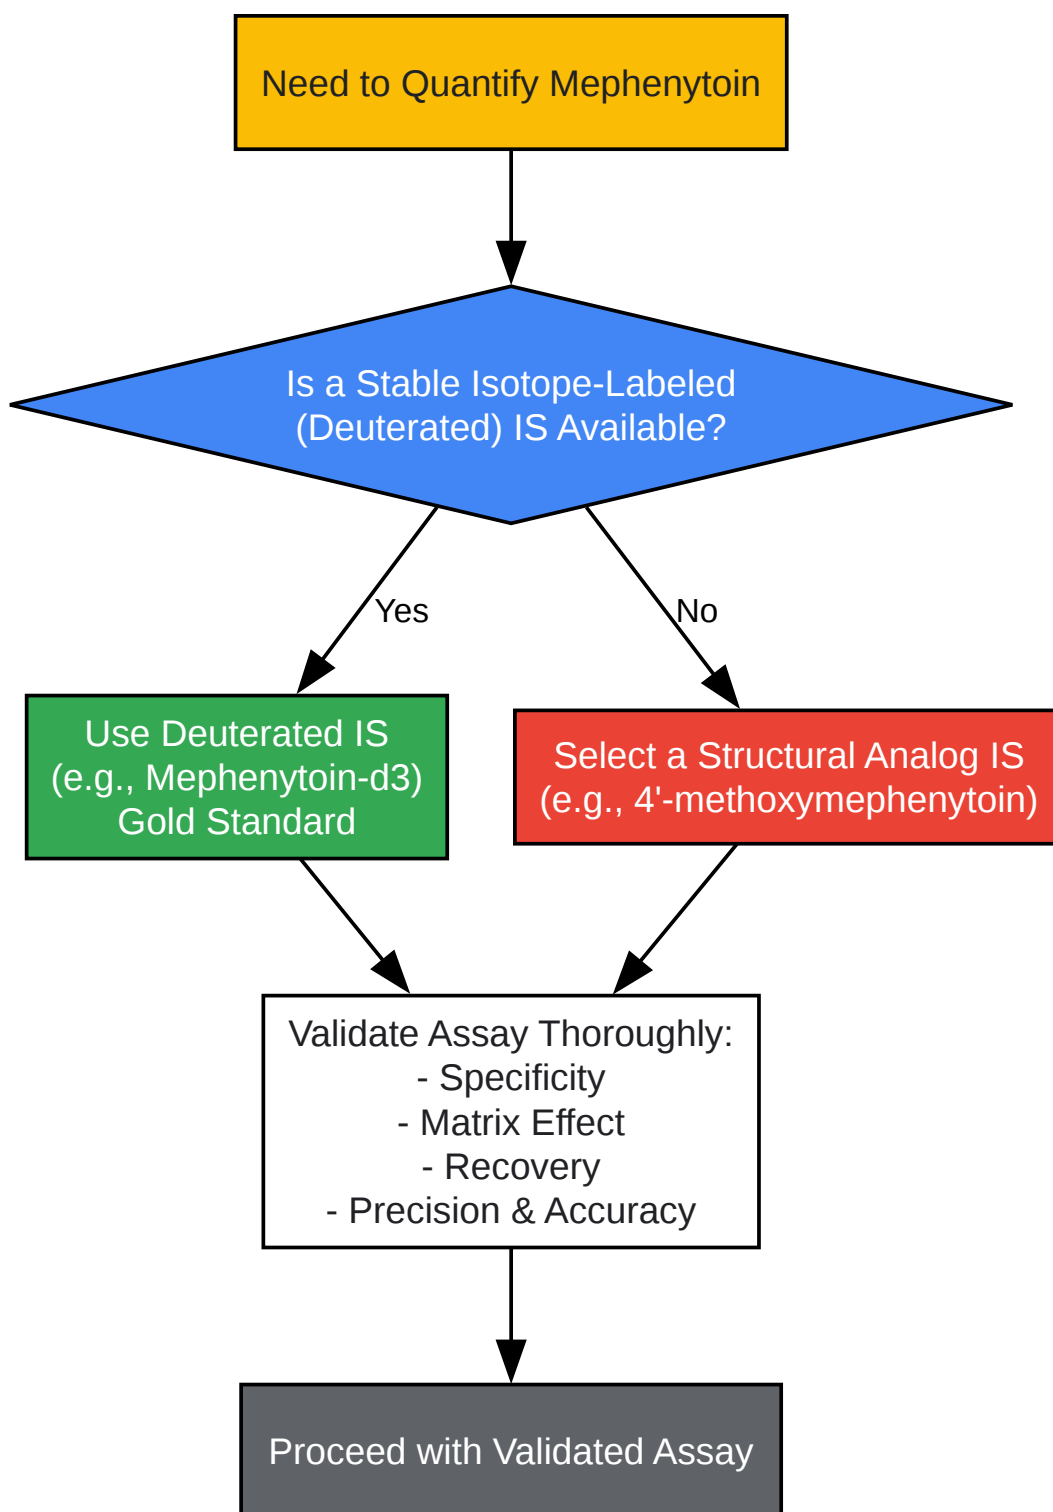 Need to Quantify Mephenytoin
Is a Stable Isotope-Labeled
(Deuterated) IS Available?
Yes
No
Use Deuterated IS
(e.g., Mephenytoin-d3)
Gold Standard
Select a Structural Analog IS
(e.g., 4'-methoxymephenytoin)
Validate Assay Thoroughly:
- Specificity
- Matrix Effect
- Recovery
- Precision & Accuracy
Proceed with Validated Assay